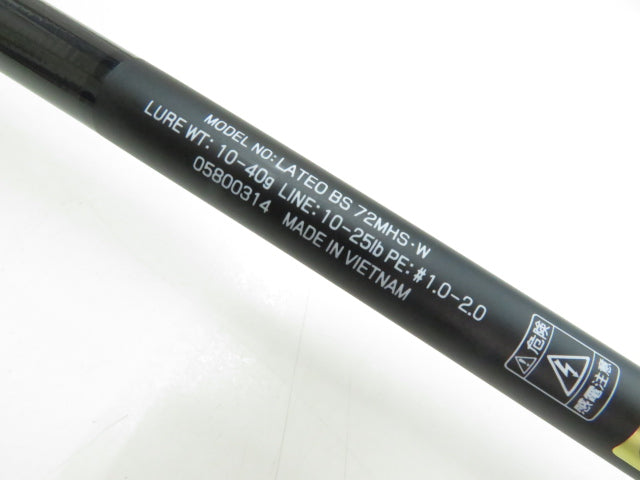 MODEL NO: LATEO BS 72MHS・W
LURE WT: 10-40g LINE: 10-25lb PE: #1.0-2.0
05800314 MADE IN VIETNAM
危険
感電注意